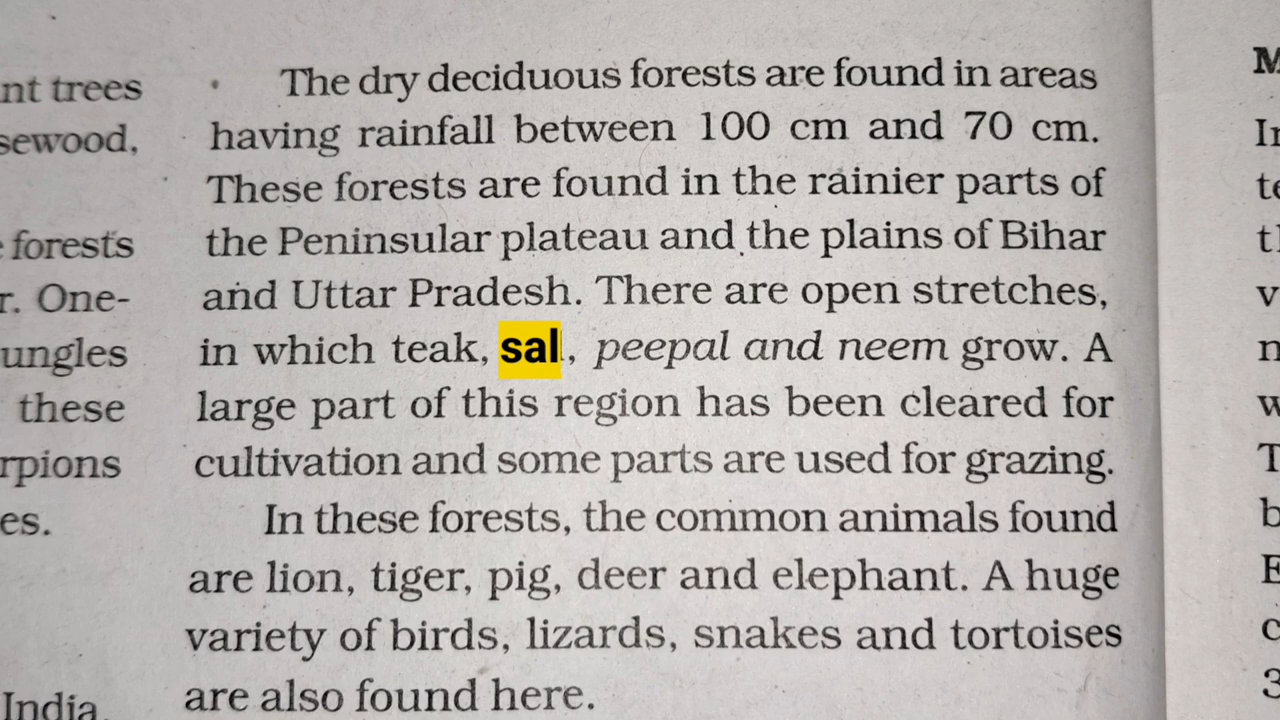 nt trees
sewood,
forests
r. One-
ungles
these
rpions
es.
India.
The dry deciduous forests are found in areas
having rainfall between 100 cm and 70 cm.
These forests are found in the rainier parts of
the Peninsular plateau and the plains of Bihar
and Uttar Pradesh. There are open stretches,
in which teak, sal, peepal and neem grow. A
large part of this region has been cleared for
cultivation and some parts are used for grazing.
In these forests, the common animals found
are lion, tiger, pig, deer and elephant. A huge
variety of birds, lizards, snakes and tortoises
are also found here.